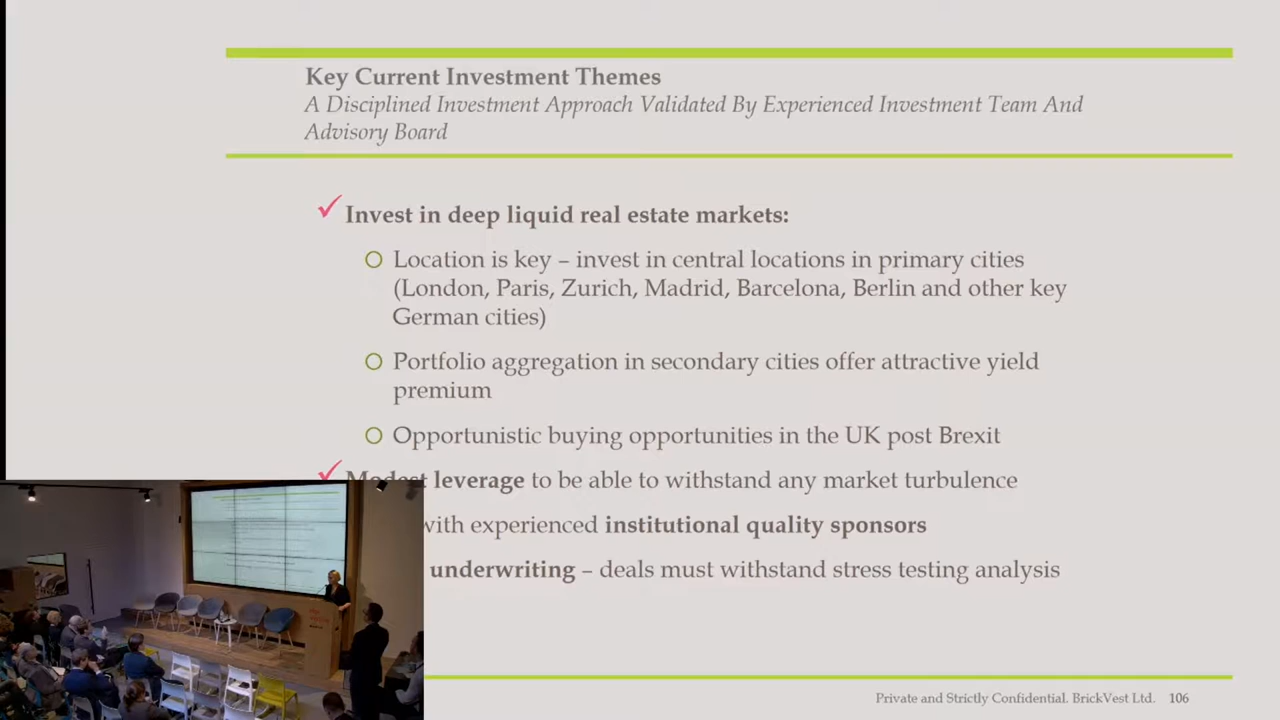 Key Current Investment Themes
A Disciplined Investment Approach Validated By Experienced Investment Team And
Advisory Board
Invest in deep liquid real estate markets:
Location is key – invest in central locations in primary cities
(London, Paris, Zurich, Madrid, Barcelona, Berlin and other key
German cities)
Portfolio aggregation in secondary cities offer attractive yield
premium
Opportunistic buying opportunities in the UK post Brexit
Modest leverage to be able to withstand any market turbulence
with experienced institutional quality sponsors
underwriting – deals must withstand stress testing analysis
Private and Strictly Confidential. BrickVest Ltd. 106